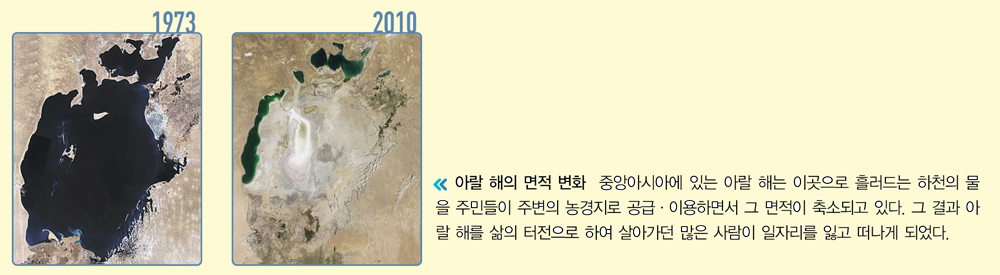 1973
2010
« 아랄 해의 면적 변화 중앙아시아에 있는 아랄 해는 이곳으로 흘러드는 하천의 물
을 주민들이 주변의 농경지로 공급·이용하면서 그 면적이 축소되고 있다. 그 결과 아
랄 해를 삶의 터전으로 하여 살아가던 많은 사람이 일자리를 잃고 떠나게 되었다.